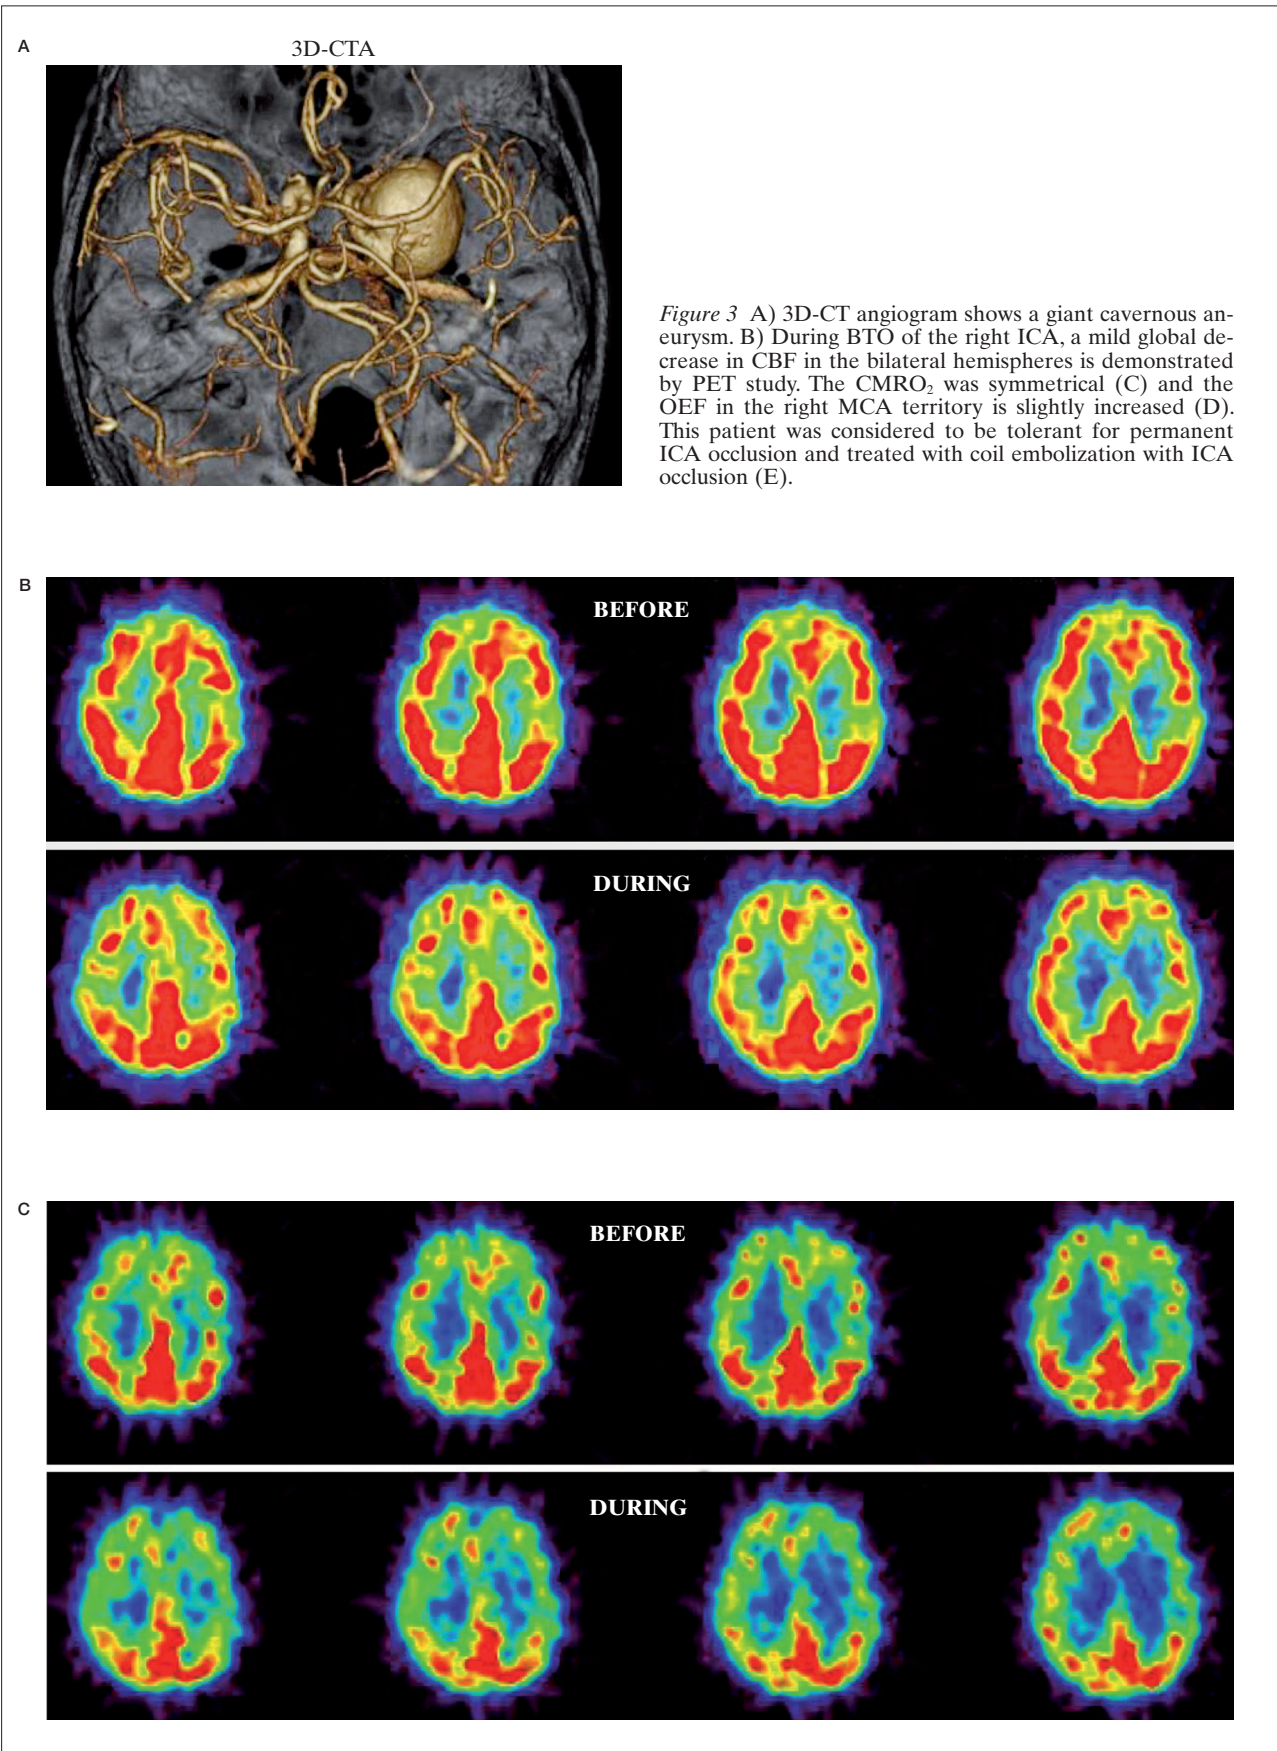 A
3D-CTA
Figure 3 A) 3D-CT angiogram shows a giant cavernous an-
eurysm. B) During BTO of the right ICA, a mild global de-
crease in CBF in the bilateral hemispheres is demonstrated
by PET study. The CMRO₂ was symmetrical (C) and the
OEF in the right MCA territory is slightly increased (D).
This patient was considered to be tolerant for permanent
ICA occlusion and treated with coil embolization with ICA
occlusion (E).
B
BEFORE
DURING
C
BEFORE
DURING